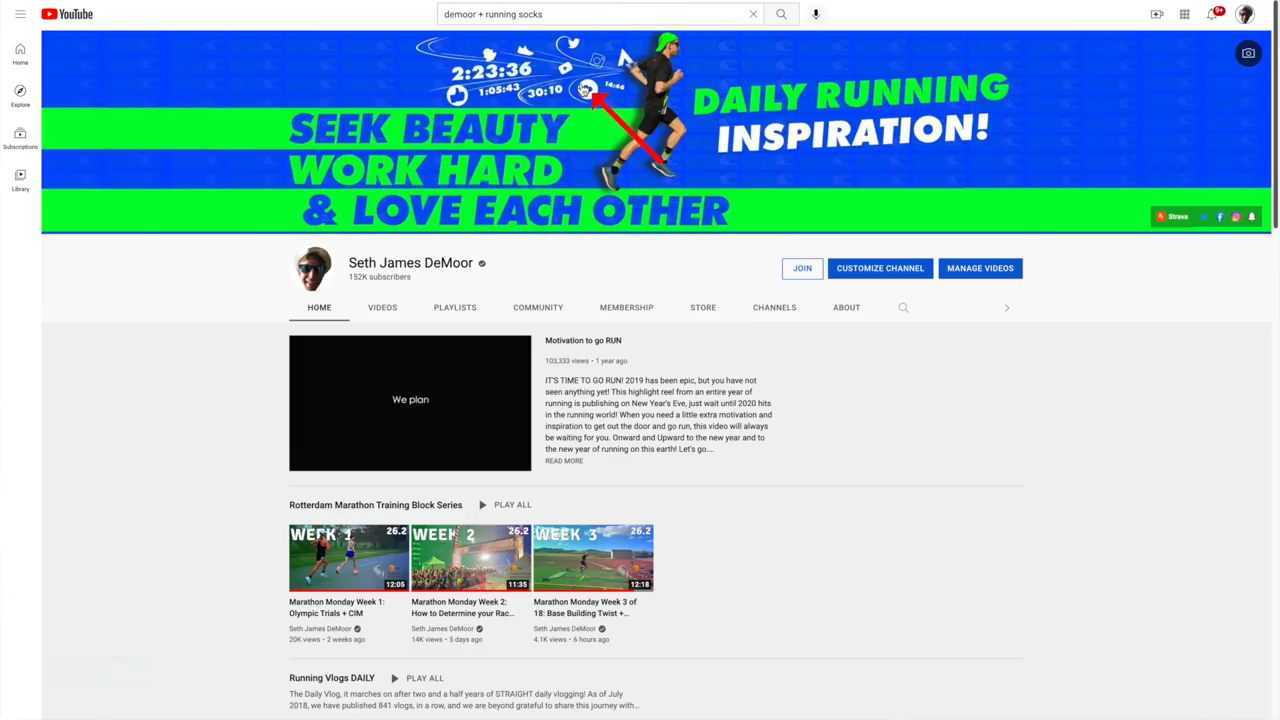 YouTube
demoor + running socks
9+
Home
Explore
Subscriptions
Library
2:23:36
1:05:43
30:10
14:46
DAILY RUNNING
INSPIRATION!
SEEK BEAUTY
WORK HARD
& LOVE EACH OTHER
Strava
Seth James DeMoor
152K subscribers
JOIN
CUSTOMIZE CHANNEL
MANAGE VIDEOS
HOME
VIDEOS
PLAYLISTS
COMMUNITY
MEMBERSHIP
STORE
CHANNELS
ABOUT
We plan
Motivation to go RUN
103,333 views • 1 year ago
IT'S TIME TO GO RUN! 2019 has been epic, but you have not
seen anything yet! This highlight reel from an entire year of
running is publishing on New Year's Eve, just wait until 2020 hits
in the running world! When you need a little extra motivation and
inspiration to get out the door and go run, this video will always
be waiting for you. Onward and Upward to the new year and to
the new year of running on this earth! Let's go....
READ MORE
Rotterdam Marathon Training Block Series
PLAY ALL
WEEK 1
26.2
12:05
WEEK 2
26.2
11:35
WEEK 3
26.2
12:18
Marathon Monday Week 1:
Olympic Trials + CIM
Seth James DeMoor
20K views • 2 weeks ago
Marathon Monday Week 2:
How to Determine your Rac...
Seth James DeMoor
14K views • 5 days ago
Marathon Monday Week 3 of
18: Base Building Twist +...
Seth James DeMoor
4.1K views • 6 hours ago
Running Vlogs DAILY
PLAY ALL
The Daily Vlog, it marches on after two and a half years of STRAIGHT daily vlogging! As of July
2018, we have published 841 vlogs, in a row, and we are beyond grateful to share this journey with...